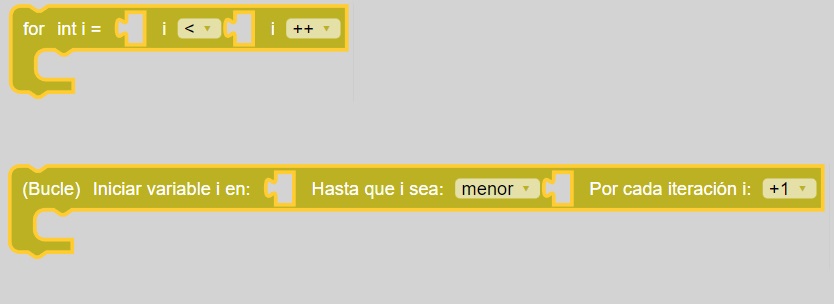 for int i = i < i ++
(Bucle) Iniciar variable i en: Hasta que i sea: menor Por cada iteración i: +1